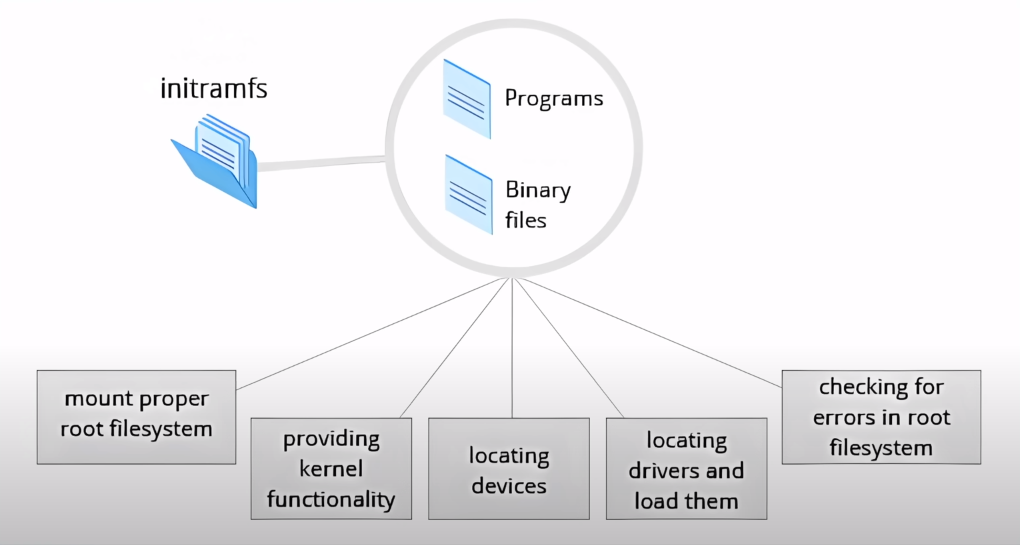 initramfs
Programs
Binary
files
mount proper
root filesystem
providing
kernel
functionality
locating
devices
locating
drivers and
load them
checking for
errors in root
filesystem